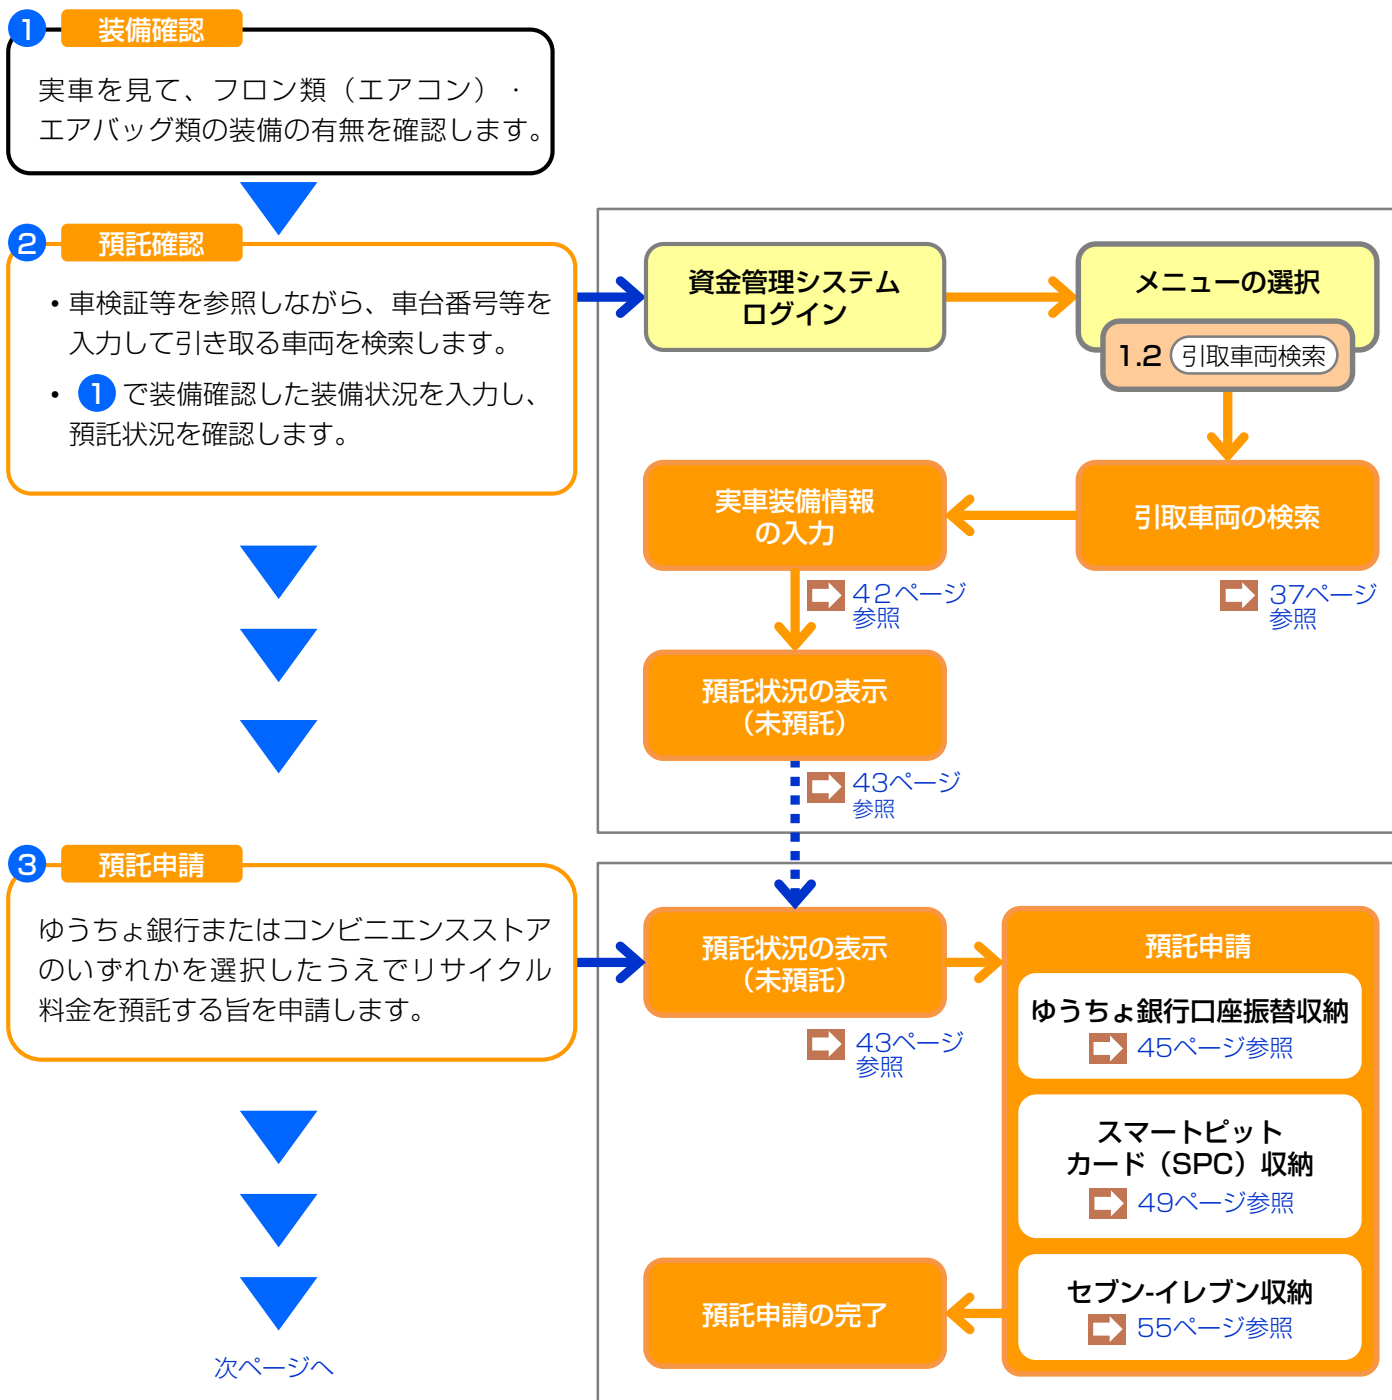 1 装備確認
実車を見て、フロン類（エアコン）・
エアバッグ類の装備の有無を確認します。
2 預託確認
・車検証等を参照しながら、車台番号等を
入力して引き取る車両を検索します。
・1で装備確認した装備状況を入力し、
預託状況を確認します。
資金管理システム
ログイン
メニューの選択
1.2 引取車両検索
引取車両の検索
37ページ
参照
実車装備情報
の入力
42ページ
参照
預託状況の表示
（未預託）
43ページ
参照
3 預託申請
ゆうちょ銀行またはコンビニエンスストア
のいずれかを選択したうえでリサイクル
料金を預託する旨を申請します。
預託状況の表示
（未預託）
43ページ
参照
預託申請
ゆうちょ銀行口座振替収納
45ページ参照
スマートピット
カード（SPC）収納
49ページ参照
セブン-イレブン収納
55ページ参照
預託申請の完了
次ページへ